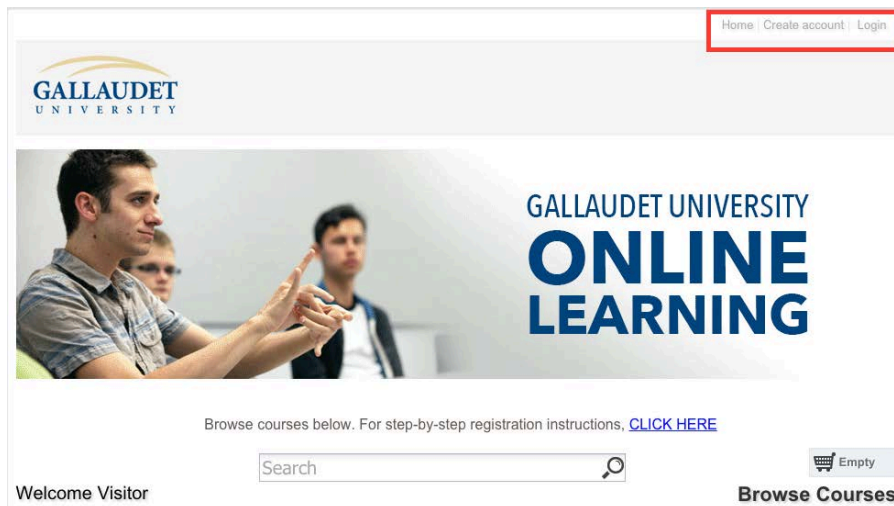 Home Create account Login
GALLAUDET
UNIVERSITY
GALLAUDET UNIVERSITY
ONLINE
LEARNING
Browse courses below. For step-by-step registration instructions, CLICK HERE
Search
Empty
Welcome Visitor
Browse Courses